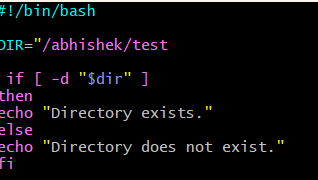 #!/bin/bash
DIR="/abhishek/test
if [ -d "$dir" ]
then
echo "Directory exists."
else
echo "Directory does not exist."
fi